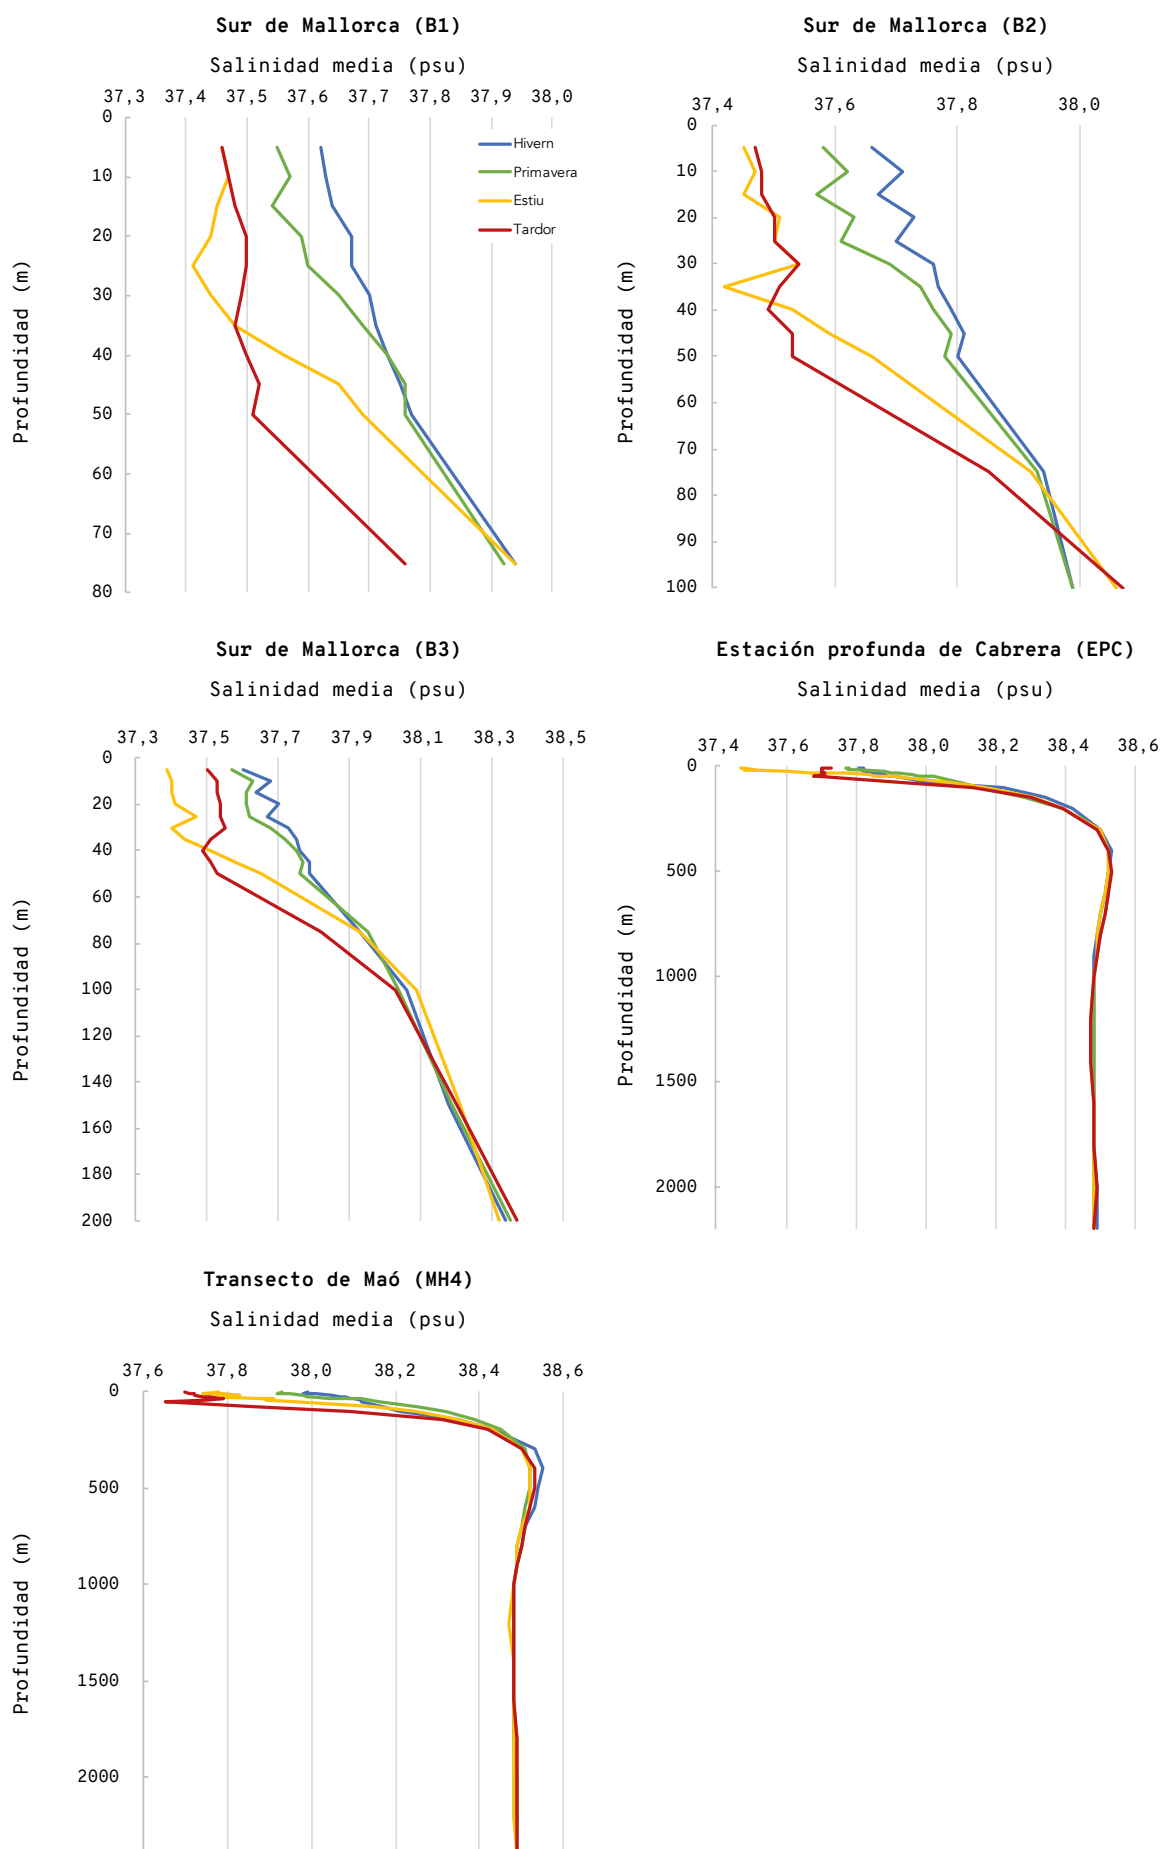 Sur de Mallorca (B1)
Salinidad media (psu)
37,3 37,4 37,5 37,6 37,7 37,8 37,9 38,0
0
10
20
30
40
50
60
70
80
Profundidad (m)
Hivern
Primavera
Estiu
Tardor
Sur de Mallorca (B2)
Salinidad media (psu)
37,4 37,6 37,8 38,0
0
10
20
30
40
50
60
70
80
90
100
Profundidad (m)
Sur de Mallorca (B3)
Salinidad media (psu)
37,3 37,5 37,7 37,9 38,1 38,3 38,5
0
20
40
60
80
100
120
140
160
180
200
Profundidad (m)
Estación profunda de Cabrera (EPC)
Salinidad media (psu)
37,4 37,6 37,8 38,0 38,2 38,4 38,6
0
500
1000
1500
2000
Profundidad (m)
Transecto de Maó (MH4)
Salinidad media (psu)
37,6 37,8 38,0 38,2 38,4 38,6
0
500
1000
1500
2000
Profundidad (m)